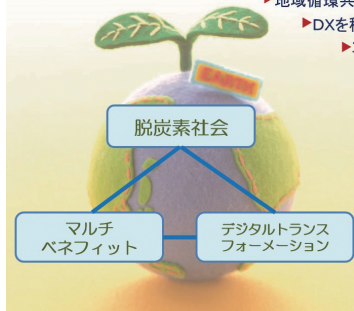 地域循環共
DXを利
EARTH
脱炭素社会
マルチ
ベネフィット
デジタルトランス
フォーメーション